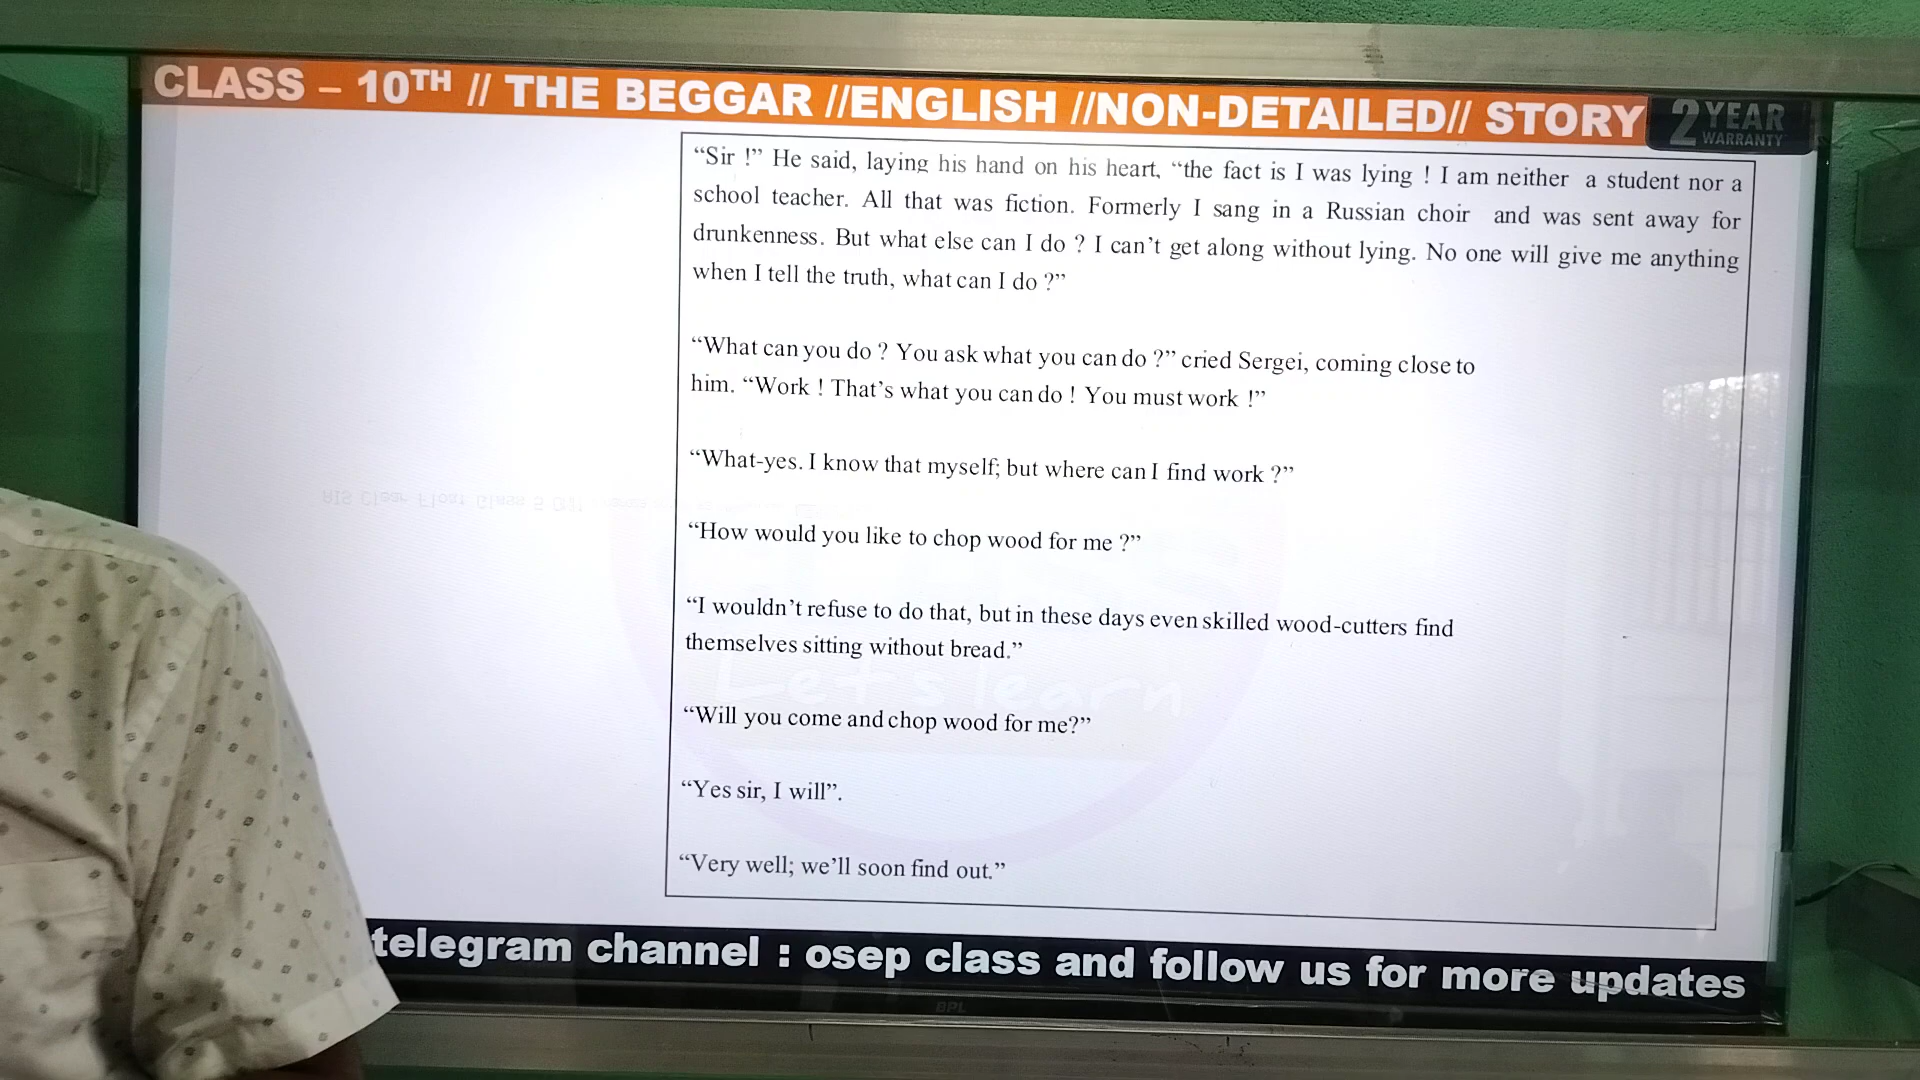 CLASS – 10TH // THE BEGGAR //ENGLISH //NON-DETAILED// STORY
2 YEAR
WARRANTY
“Sir !” He said, laying his hand on his heart, “the fact is I was lying ! I am neither a student nor a
school teacher. All that was fiction. Formerly I sang in a Russian choir and was sent away for
drunkenness. But what else can I do ? I can’t get along without lying. No one will give me anything
when I tell the truth, what can I do ?”
“What can you do ? You ask what you can do ?” cried Sergei, coming close to
him. “Work ! That’s what you can do ! You must work !”
“What-yes. I know that myself; but where can I find work ?”
“How would you like to chop wood for me ?”
“I wouldn’t refuse to do that, but in these days even skilled wood-cutters find
themselves sitting without bread.”
Let's learn
“Will you come and chop wood for me?”
“Yes sir, I will”.
“Very well; we’ll soon find out.”
telegram channel : osep class and follow us for more updates
BPL